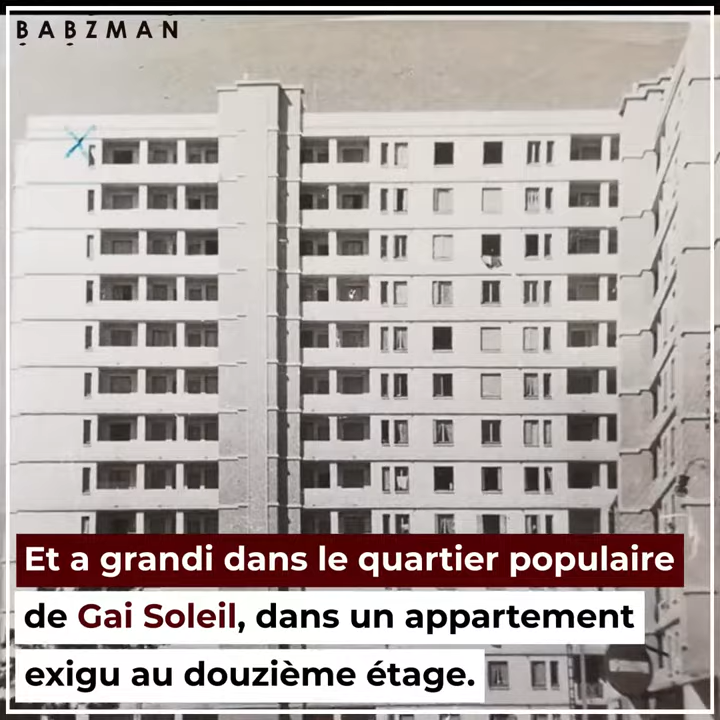 BABZMAN
Et a grandi dans le quartier populaire
de Gai Soleil, dans un appartement
exigu au douzième étage.